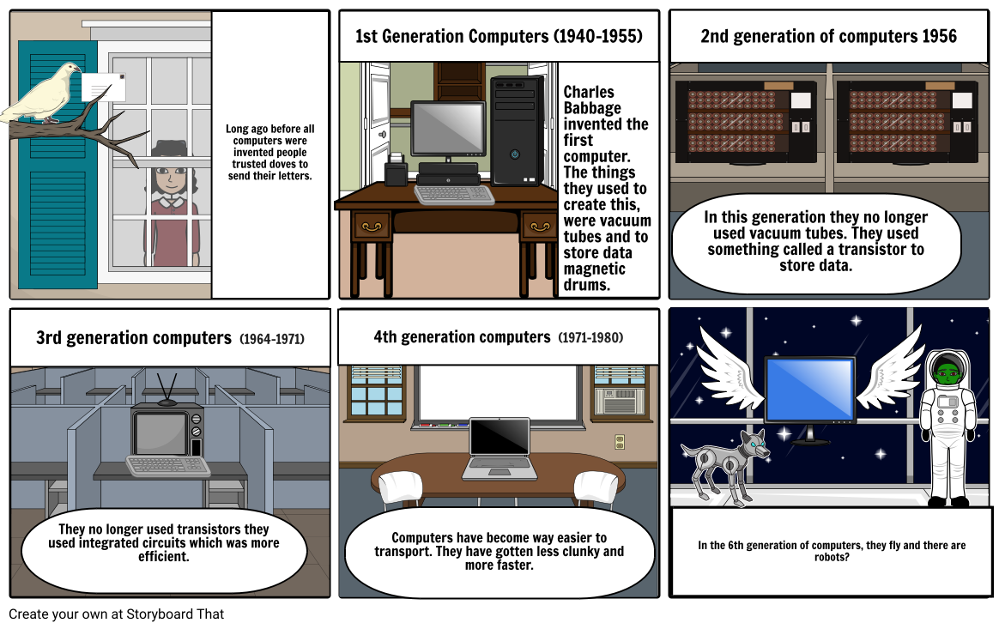 Long ago before all
computers were
invented people
trusted doves to
send their letters.
1st Generation Computers (1940-1955)
Charles
Babbage
invented the
first
computer.
The things
they used to
create this,
were vacuum
tubes and to
store data
magnetic
drums.
2nd generation of computers 1956
In this generation they no longer
used vacuum tubes. They used
something called a transistor to
store data.
3rd generation computers (1964-1971)
They no longer used transistors they
used integrated circuits which was more
efficient.
4th generation computers (1971-1980)
Computers have become way easier to
transport. They have gotten less clunky and
more faster.
In the 6th generation of computers, they fly and there are
robots?
Create your own at Storyboard That